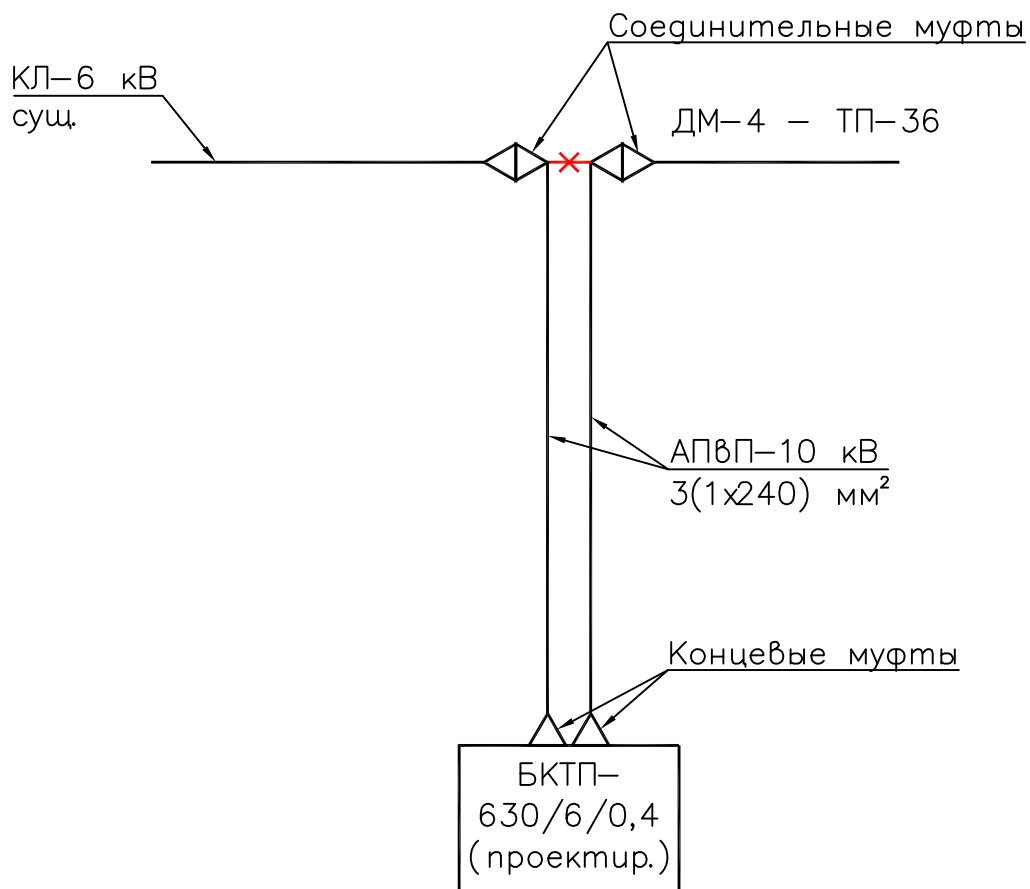 Соединительные муфты
КЛ-6 кВ
сущ.
ДМ-4 - ТП-36
АПвП-10 кВ
3(1х240) мм²
Концевые муфты
БКТП-
630/6/0,4
(проектир.)